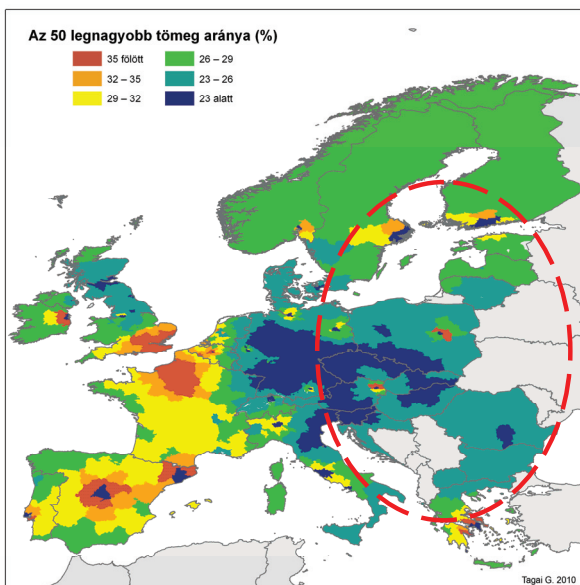 Az 50 legnagyobb tömeg aránya (%)
35 fölött
26 – 29
32 – 35
23 – 26
29 – 32
23 alatt
Tagai G. 2010